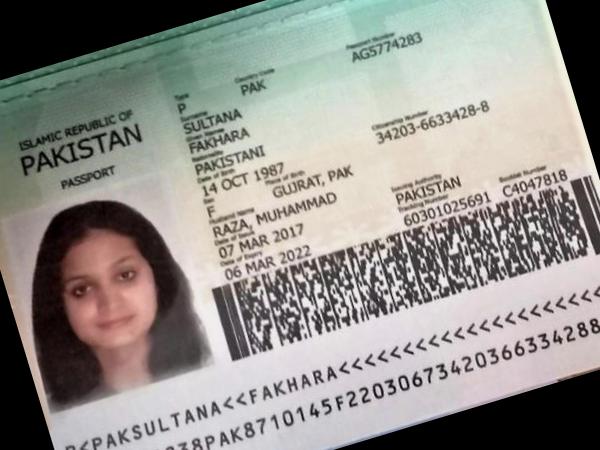 ISLAMIC REPUBLIC OF
PAKISTAN
PASSPORT
Type
P
Country Code
PAK
Passport Number
AG5774283
Surname
SULTANA
Given Names
FAKHARA
Nationality
PAKISTANI
Citizenship Number
34203-6633428-8
Date of Birth
14 OCT 1987
Sex
F
Place of Birth
GUJRAT, PAK
Husband Name
RAZA, MUHAMMAD
Issuing Authority
PAKISTAN
Date of Issue
07 MAR 2017
Tracking Number
60301025691
Booklet Number
C4047818
Date of Expiry
06 MAR 2022
P<PAKSULTANA<<FAKHARA<<<<<<<<<<<<<<<<<<<<<
38PAK8710145F22030673420366334288